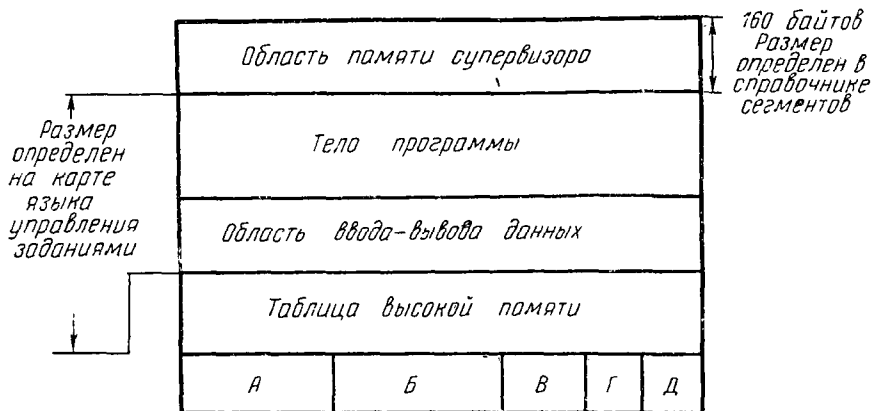 160 байтов
Размер
определен в
справочнике
сегментов
Область памяти супервизора
Размер
определен
на карте
языка
управления
заданиями
Тело программы
Область ввода-вывода данных
Таблица высокой памяти
А Б В Г Д